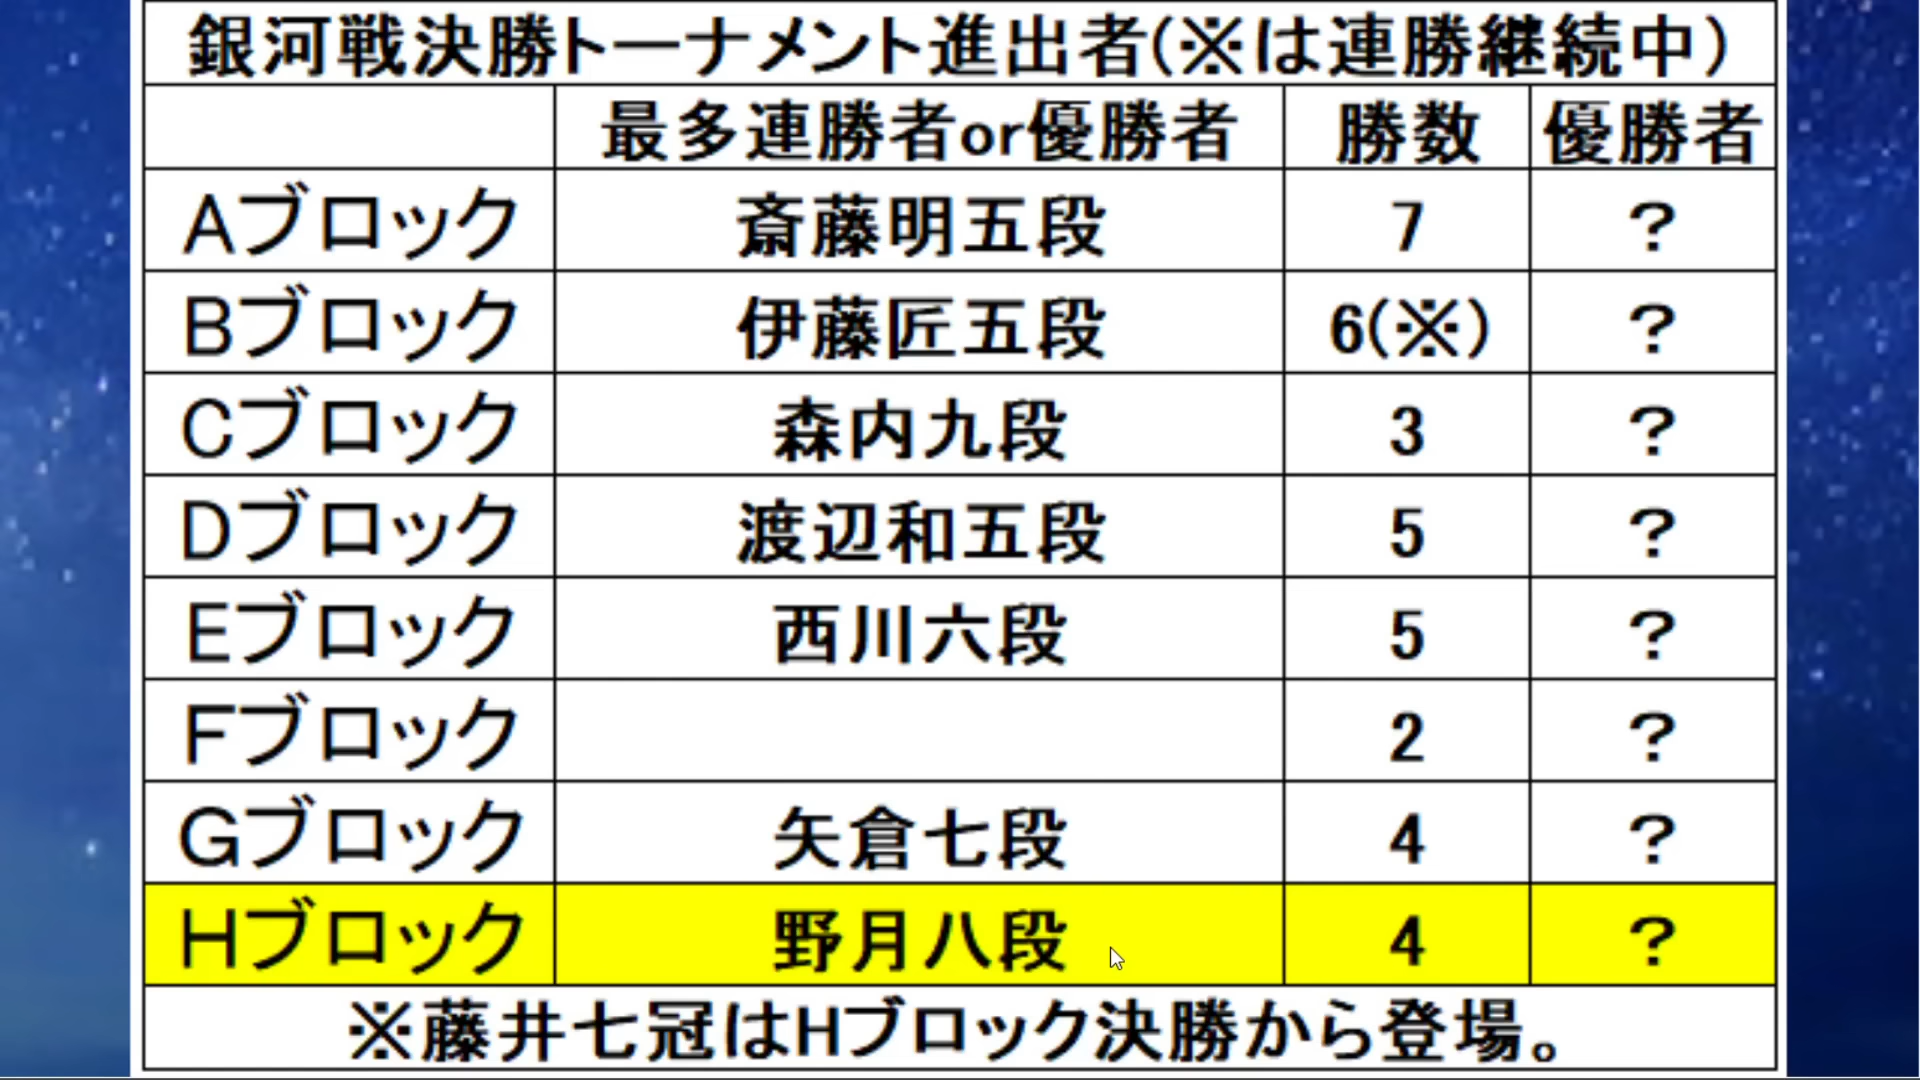 銀河戦決勝トーナメント進出者(※は連勝継続中)
最多連勝者or優勝者 勝数 優勝者
Aブロック 斎藤明五段 7 ?
Bブロック 伊藤匠五段 6(※) ?
Cブロック 森内九段 3 ?
Dブロック 渡辺和五段 5 ?
Eブロック 西川六段 5 ?
Fブロック 2 ?
Gブロック 矢倉七段 4 ?
Hブロック 野月八段 4 ?
※藤井七冠はHブロック決勝から登場。